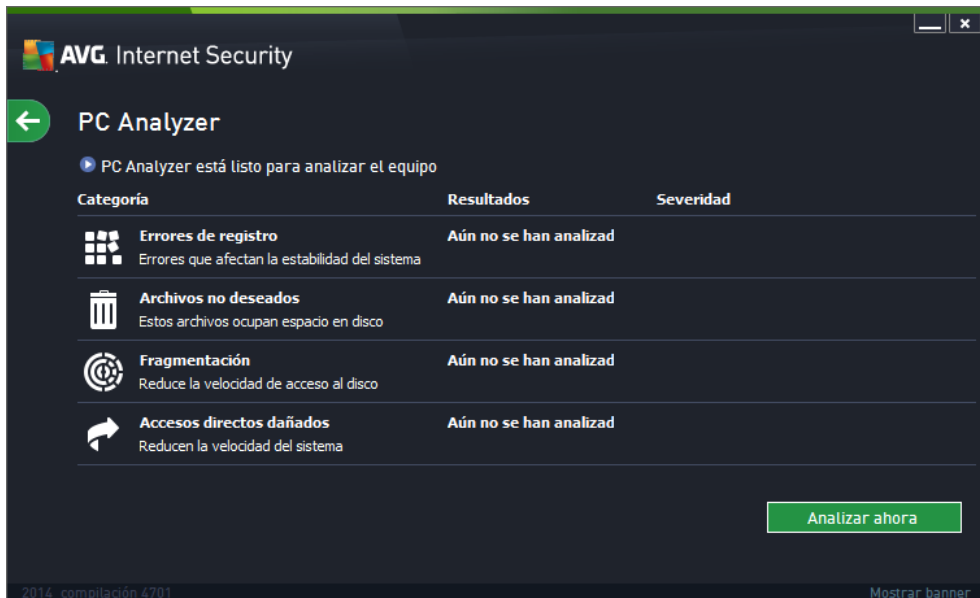 AVG. Internet Security
PC Analyzer
PC Analyzer está listo para analizar el equipo
Categoría Resultados Severidad
Errores de registro Aún no se han analizad
Errores que afectan la estabilidad del sistema
Archivos no deseados Aún no se han analizad
Estos archivos ocupan espacio en disco
Fragmentación Aún no se han analizad
Reduce la velocidad de acceso al disco
Accesos directos dañados Aún no se han analizad
Reducen la velocidad del sistema
Analizar ahora
2014 compilación 4701 Mostrar banner